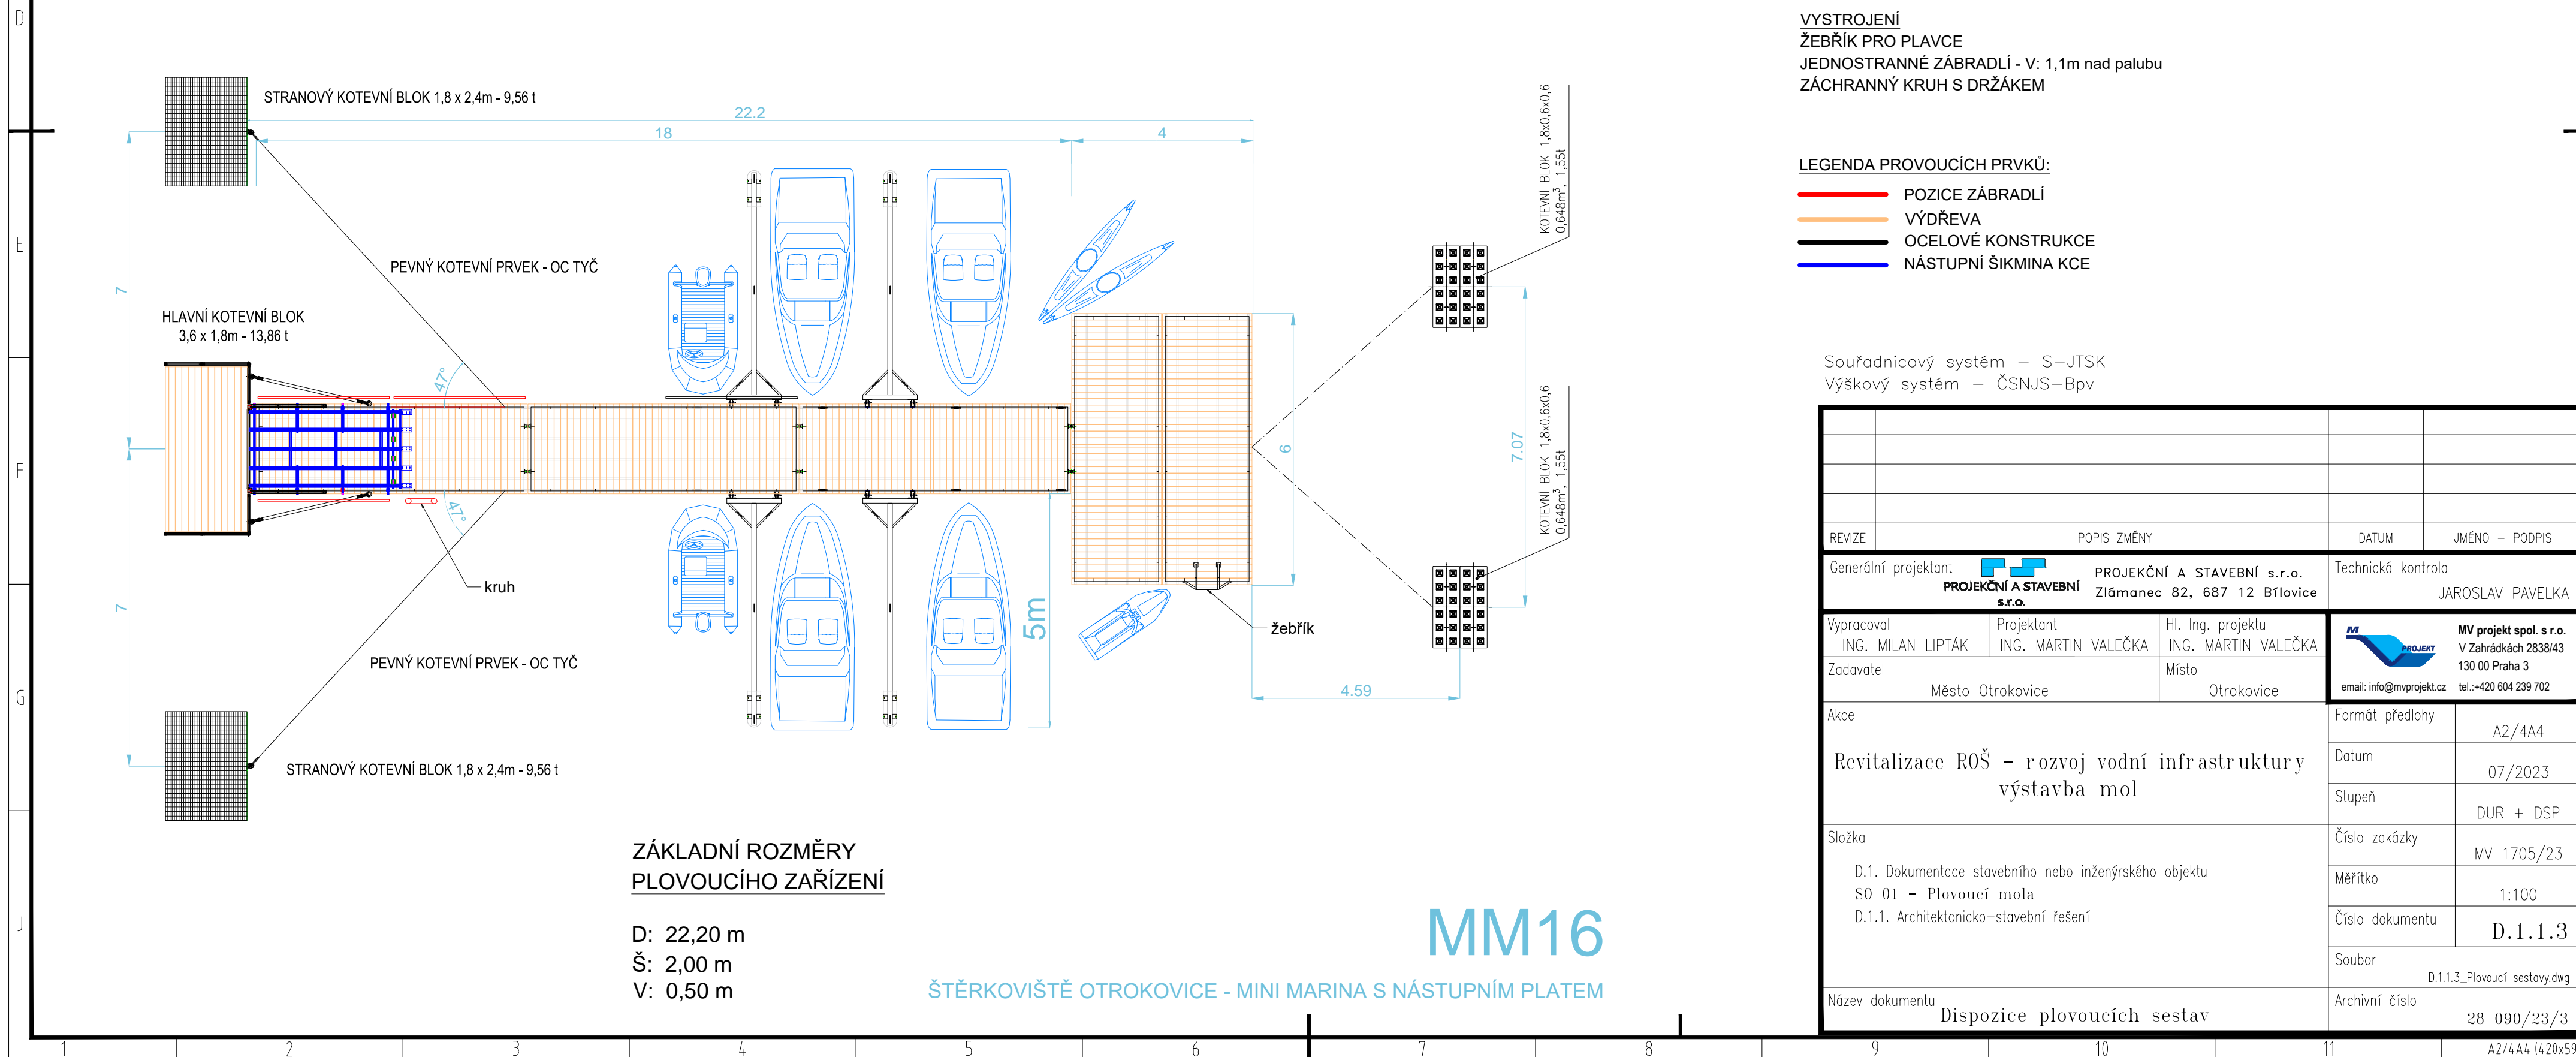 VYSTROJENÍ
ŽEBŘÍK PRO PLAVCE
JEDNOSTRANNÉ ZÁBRADLÍ - V: 1,1m nad palubu
ZÁCHRANNÝ KRUH S DRŽÁKEM
LEGENDA PROVOUCÍCH PRVKŮ:
POZICE ZÁBRADLÍ
VÝDŘEVA
OCELOVÉ KONSTRUKCE
NÁSTUPNÍ ŠIKMINA KCE
D
E
F
G
J
STRANOVÝ KOTEVNÍ BLOK 1,8 x 2,4m - 9,56 t
22.2
18
4
KOTEVNÍ BLOK 1,8x0,6x0,6
0,648m³, 1,55t
PEVNÝ KOTEVNÍ PRVEK - OC TYČ
7
HLAVNÍ KOTEVNÍ BLOK
3,6 x 1,8m - 13,86 t
47°
6
7.07
KOTEVNÍ BLOK 1,8x0,6x0,6
0,648m³, 1,55t
47°
kruh
7
5m
žebřík
PEVNÝ KOTEVNÍ PRVEK - OC TYČ
4.59
STRANOVÝ KOTEVNÍ BLOK 1,8 x 2,4m - 9,56 t
ZÁKLADNÍ ROZMĚRY
PLOVOUCÍHO ZAŘÍZENÍ
D: 22,20 m
Š: 2,00 m
V: 0,50 m
MM16
ŠTĚRKOVIŠTĚ OTROKOVICE - MINI MARINA S NÁSTUPNÍM PLATEM
Souřadnicový systém – S-JTSK
Výškový systém – ČSNJS-Bpv
REVIZE POPIS ZMĚNY DATUM JMÉNO – PODPIS
Generální projektant
PROJEKČNÍ A STAVEBNÍ
s.r.o.
PROJEKČNÍ A STAVEBNÍ s.r.o.
Zlámanec 82, 687 12 Bílovice
Technická kontrola
JAROSLAV PAVELKA
Vypracoval
ING. MILAN LIPTÁK
Projektant
ING. MARTIN VALEČKA
Hl. Ing. projektu
ING. MARTIN VALEČKA
M
PROJEKT
MV projekt spol. s r.o.
V Zahrádkách 2838/43
130 00 Praha 3
email: info@mvprojekt.cz tel.:+420 604 239 702
Zadavatel
Město Otrokovice
Místo
Otrokovice
Akce
Revitalizace ROŠ - rozvoj vodní infrastruktury
výstavba mol
Formát předlohy
A2/4A4
Datum
07/2023
Stupeň
DUR + DSP
Složka
D.1. Dokumentace stavebního nebo inženýrského objektu
SO 01 - Plovoucí mola
D.1.1. Architektonicko-stavební řešení
Číslo zakázky
MV 1705/23
Měřítko
1:100
Číslo dokumentu
D.1.1.3
Soubor
D.1.1.3_Plovoucí sestavy.dwg
Název dokumentu
Dispozice plovoucích sestav
Archivní číslo
28 090/23/3
1 2 3 4 5 6 7 8 9 10 11
A2/4A4 (420x59